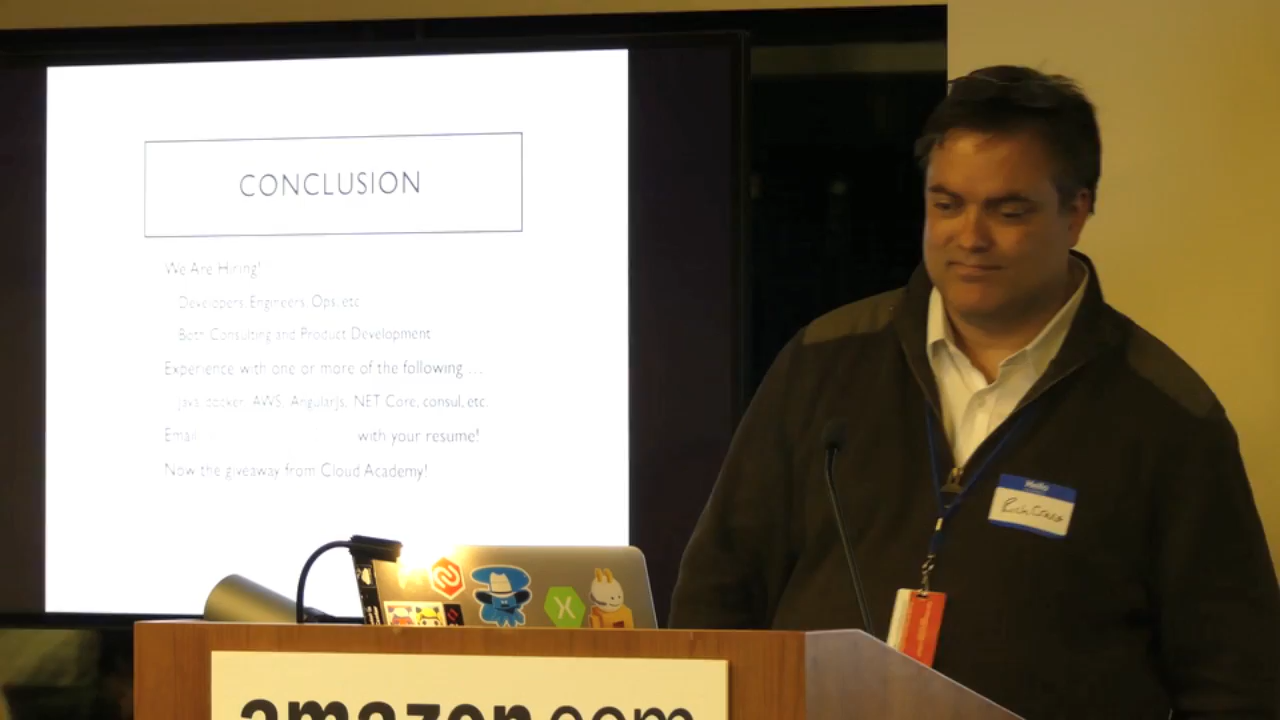 CONCLUSION
We Are Hiring!
Developers, Engineers, Ops, etc
Both Consulting and Product Development
Experience with one or more of the following ...
java, docker, AWS, AngularJs, .NET Core, consul, etc.
Email with your resume!
Now the giveaway from Cloud Academy!
Hello
amazon.com